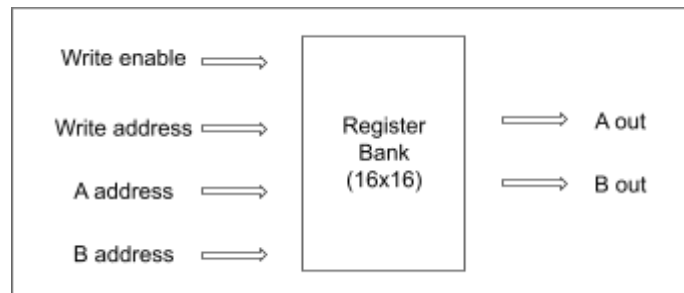 Write enable
Write address
A address
B address
Register
Bank
(16x16)
A out
B out